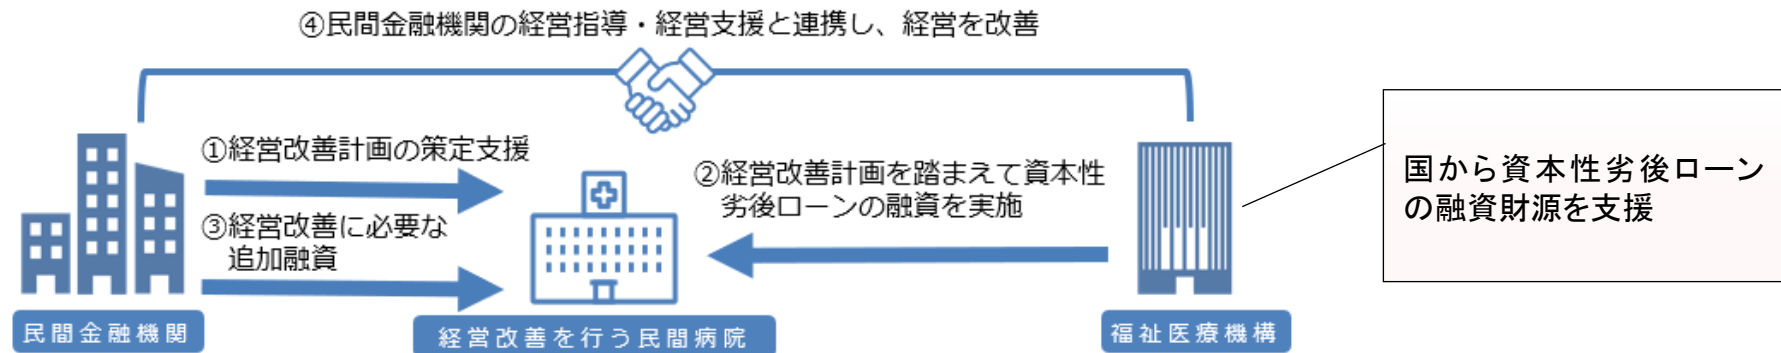 ④民間金融機関の経営指導・経営支援と連携し、経営を改善
①経営改善計画の策定支援
③経営改善に必要な
追加融資
②経営改善計画を踏まえて資本性
劣後ローンの融資を実施
国から資本性劣後ローン
の融資財源を支援
民間金融機関
経営改善を行う民間病院
福祉医療機構